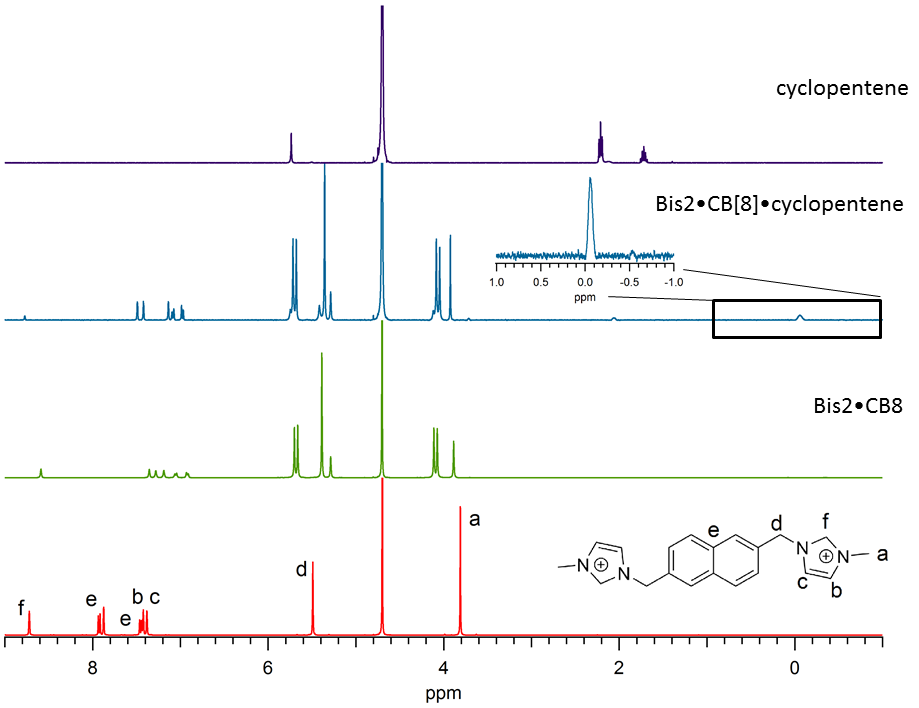 cyclopentene
Bis2•CB[8]•cyclopentene
1.0 0.5 0.0 -0.5 -1.0
ppm
Bis2•CB8
f e e b c d a
e d f
N N
N
⊕ ⊕ N a
N c b
8 6 4 2 0
ppm